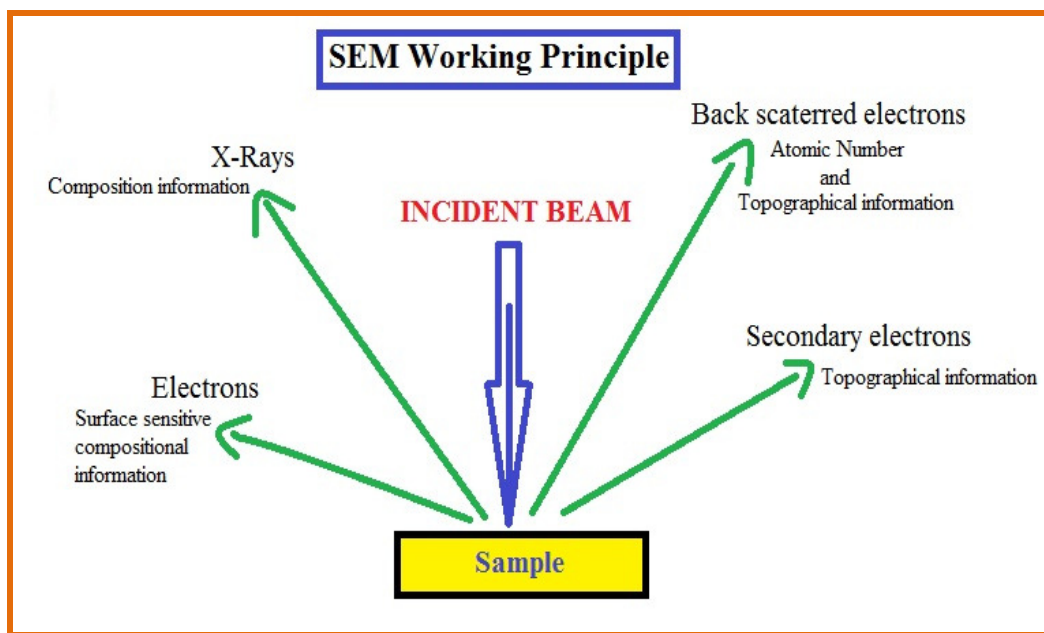 SEM Working Principle
Back scaterred electrons
Atomic Number
and
Topographical information
X-Rays
Composition information
INCIDENT BEAM
Secondary electrons
Topographical information
Electrons
Surface sensitive
compositional
information
Sample